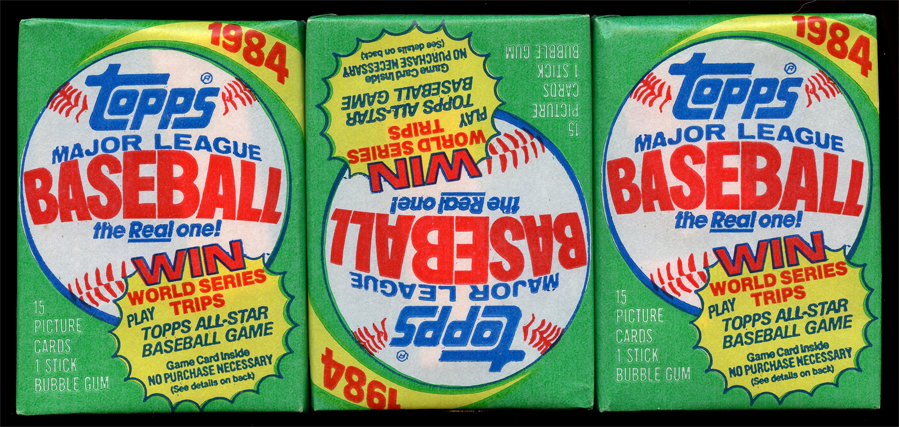 1984
Topps®
MAJOR LEAGUE
BASEBALL
the Real one!
WIN
WORLD SERIES
TRIPS
PLAY
TOPPS ALL-STAR
BASEBALL GAME
Game Card Inside
NO PURCHASE NECESSARY
(See details on back)
15
PICTURE
CARDS
1 STICK
BUBBLE GUM
1984
Topps®
MAJOR LEAGUE
BASEBALL
the Real one!
WIN
WORLD SERIES
TRIPS
PLAY
TOPPS ALL-STAR
BASEBALL GAME
Game Card Inside
NO PURCHASE NECESSARY
(See details on back)
15
PICTURE
CARDS
1 STICK
BUBBLE GUM
1984
Topps®
MAJOR LEAGUE
BASEBALL
the Real one!
WIN
WORLD SERIES
TRIPS
PLAY
TOPPS ALL-STAR
BASEBALL GAME
Game Card Inside
NO PURCHASE NECESSARY
(See details on back)
15
PICTURE
CARDS
1 STICK
BUBBLE GUM